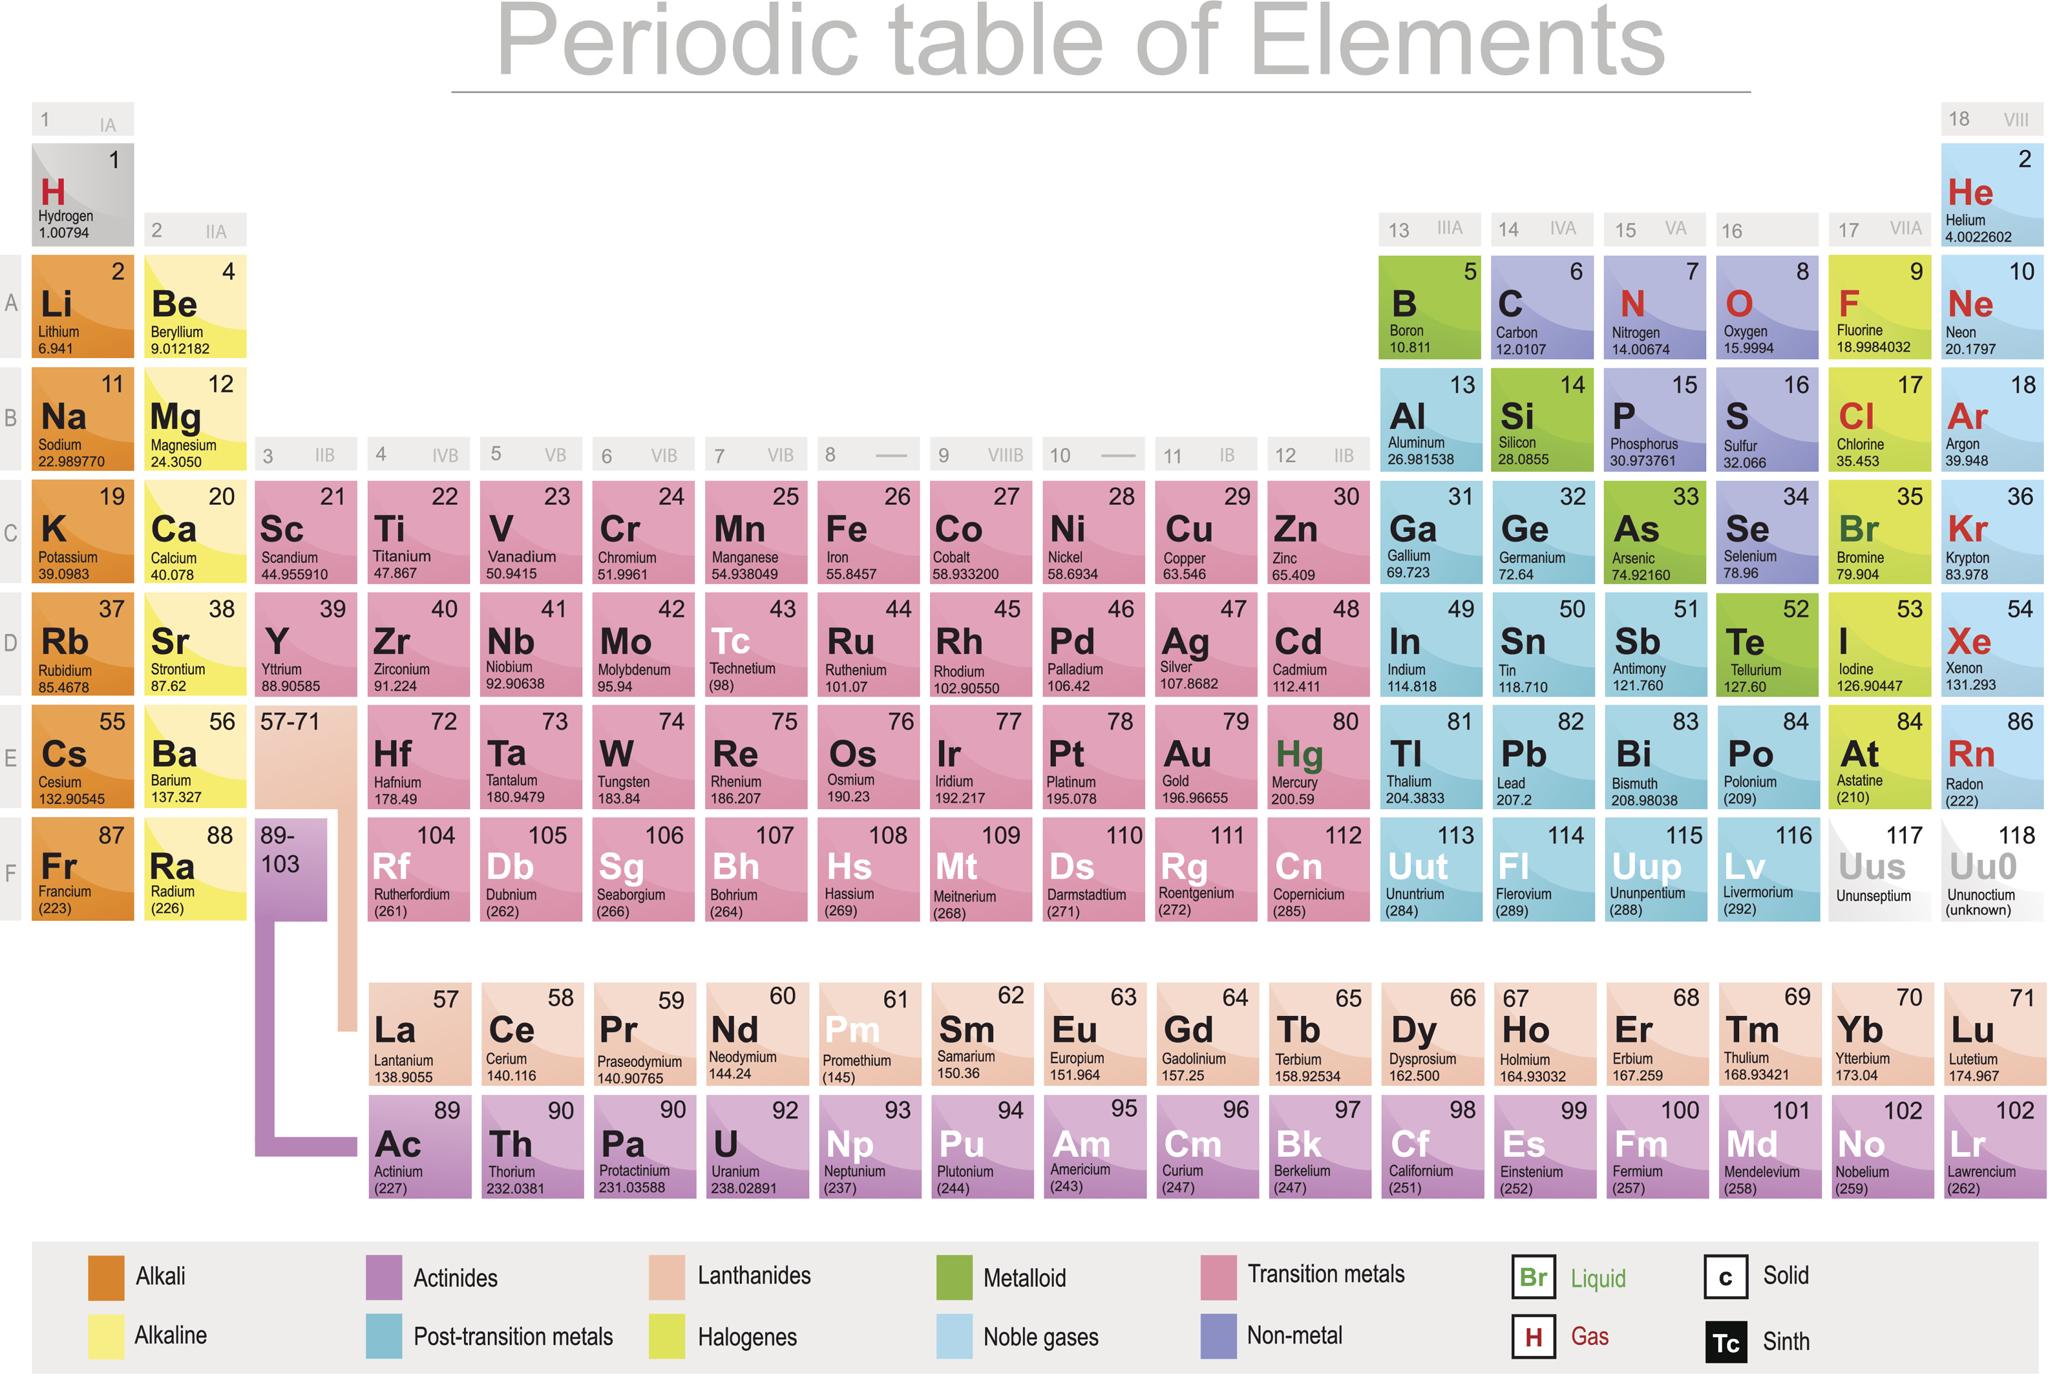 Periodic table of Elements
1 IA
18 VIII
1
H
Hydrogen
1.00794
2
He
Helium
4.0022602
2 IIA
13 IIIA
14 IVA
15 VA
16
17 VIIA
A
2
Li
Lithium
6.941
4
Be
Beryllium
9.012182
5
B
Boron
10.811
6
C
Carbon
12.0107
7
N
Nitrogen
14.00674
8
O
Oxygen
15.9994
9
F
Fluorine
18.9984032
10
Ne
Neon
20.1797
B
11
Na
Sodium
22.989770
12
Mg
Magnesium
24.3050
13
Al
Aluminum
26.981538
14
Si
Silicon
28.0855
15
P
Phosphorus
30.973761
16
S
Sulfur
32.066
17
Cl
Chlorine
35.453
18
Ar
Argon
39.948
3 IIB
4 IVB
5 VB
6 VIB
7 VIB
8 —
9 VIIIB
10 —
11 IB
12 IIB
C
19
K
Potassium
39.0983
20
Ca
Calcium
40.078
21
Sc
Scandium
44.955910
22
Ti
Titanium
47.867
23
V
Vanadium
50.9415
24
Cr
Chromium
51.9961
25
Mn
Manganese
54.938049
26
Fe
Iron
55.8457
27
Co
Cobalt
58.933200
28
Ni
Nickel
58.6934
29
Cu
Copper
63.546
30
Zn
Zinc
65.409
31
Ga
Gallium
69.723
32
Ge
Germanium
72.64
33
As
Arsenic
74.92160
34
Se
Selenium
78.96
35
Br
Bromine
79.904
36
Kr
Krypton
83.978
D
37
Rb
Rubidium
85.4678
38
Sr
Strontium
87.62
39
Y
Yttrium
88.90585
40
Zr
Zirconium
91.224
41
Nb
Niobium
92.90638
42
Mo
Molybdenum
95.94
43
Tc
Technetium
(98)
44
Ru
Ruthenium
101.07
45
Rh
Rhodium
102.90550
46
Pd
Palladium
106.42
47
Ag
Silver
107.8682
48
Cd
Cadmium
112.411
49
In
Indium
114.818
50
Sn
Tin
118.710
51
Sb
Antimony
121.760
52
Te
Tellurium
127.60
53
I
Iodine
126.90447
54
Xe
Xenon
131.293
E
55
Cs
Cesium
132.90545
56
Ba
Barium
137.327
57-71
72
Hf
Hafnium
178.49
73
Ta
Tantalum
180.9479
74
W
Tungsten
183.84
75
Re
Rhenium
186.207
76
Os
Osmium
190.23
77
Ir
Iridium
192.217
78
Pt
Platinum
195.078
79
Au
Gold
196.96655
80
Hg
Mercury
200.59
81
Tl
Thalium
204.3833
82
Pb
Lead
207.2
83
Bi
Bismuth
208.98038
84
Po
Polonium
(209)
84
At
Astatine
(210)
86
Rn
Radon
(222)
F
87
Fr
Francium
(223)
88
Ra
Radium
(226)
89-
103
104
Rf
Rutherfordium
(261)
105
Db
Dubnium
(262)
106
Sg
Seaborgium
(266)
107
Bh
Bohrium
(264)
108
Hs
Hassium
(269)
109
Mt
Meitnerium
(268)
110
Ds
Darmstadtium
(271)
111
Rg
Roentgenium
(272)
112
Cn
Copernicium
(285)
113
Uut
Ununtrium
(284)
114
Fl
Flerovium
(289)
115
Uup
Ununpentium
(288)
116
Lv
Livermorium
(292)
117
Uus
Ununseptium
118
Uu0
Ununoctium
(unknown)
57
La
Lantanium
138.9055
58
Ce
Cerium
140.116
59
Pr
Praseodymium
140.90765
60
Nd
Neodymium
144.24
61
Pm
Promethium
(145)
62
Sm
Samarium
150.36
63
Eu
Europium
151.964
64
Gd
Gadolinium
157.25
65
Tb
Terbium
158.92534
66
Dy
Dysprosium
162.500
67
Ho
Holmium
164.93032
68
Er
Erbium
167.259
69
Tm
Thulium
168.93421
70
Yb
Ytterbium
173.04
71
Lu
Lutetium
174.967
89
Ac
Actinium
(227)
90
Th
Thorium
232.0381
90
Pa
Protactinium
231.03588
92
U
Uranium
238.02891
93
Np
Neptunium
(237)
94
Pu
Plutonium
(244)
95
Am
Americium
(243)
96
Cm
Curium
(247)
97
Bk
Berkelium
(247)
98
Cf
Californium
(251)
99
Es
Einstenium
(252)
100
Fm
Fermium
(257)
101
Md
Mendelevium
(258)
102
No
Nobelium
(259)
102
Lr
Lawrencium
(262)
Alkali
Actinides
Lanthanides
Metalloid
Transition metals
Br Liquid
c Solid
Alkaline
Post-transition metals
Halogenes
Noble gases
Non-metal
H Gas
Tc Sinth